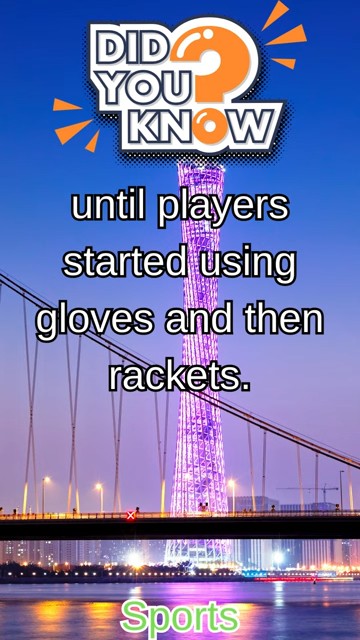 DID
YOU
KNOW
?
until players
started using
gloves and then
rackets.
Sports